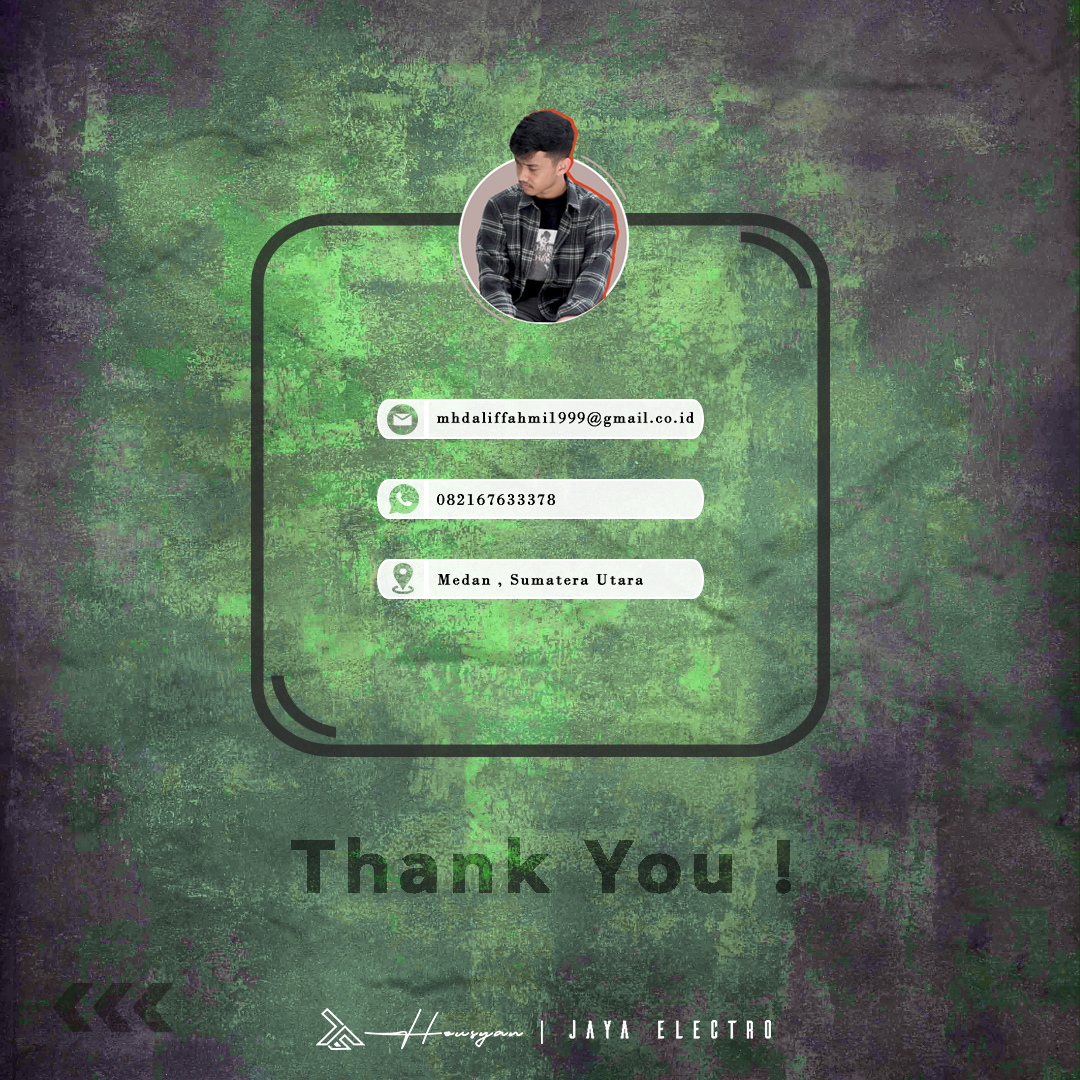 mhdaliffahmi1999@gmail.co.id
082167633378
Medan , Sumatera Utara
Thank You !
Housyan | JAYA ELECTRO